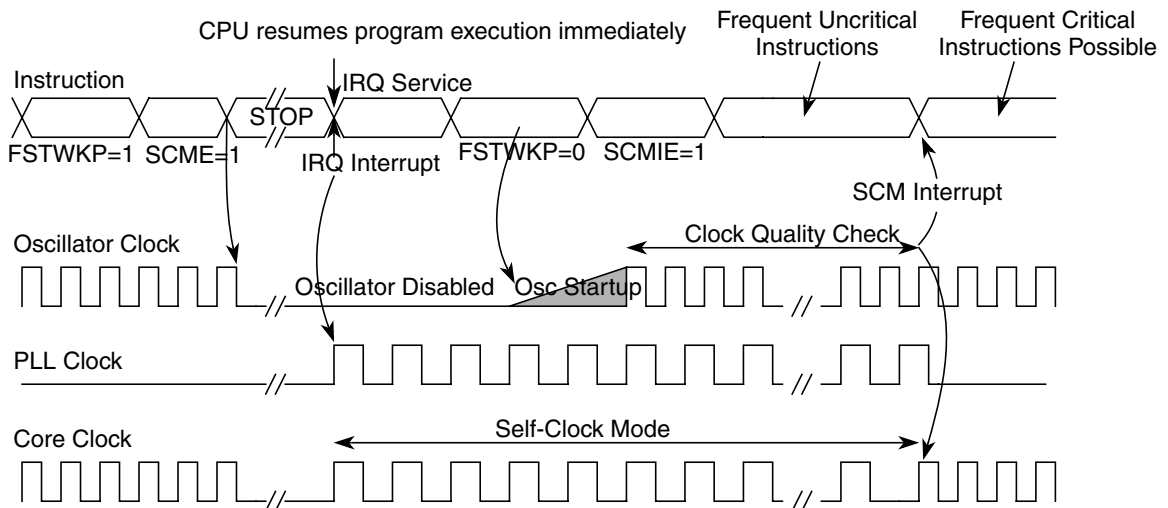 CPU resumes program execution immediately
Frequent Uncritical
Instructions
Frequent Critical
Instructions Possible
Instruction
STOP
IRQ Service
FSTWKP=1
SCME=1
IRQ Interrupt
FSTWKP=0
SCMIE=1
SCM Interrupt
Oscillator Clock
Clock Quality Check
Oscillator Disabled
Osc Startup
PLL Clock
Core Clock
Self-Clock Mode